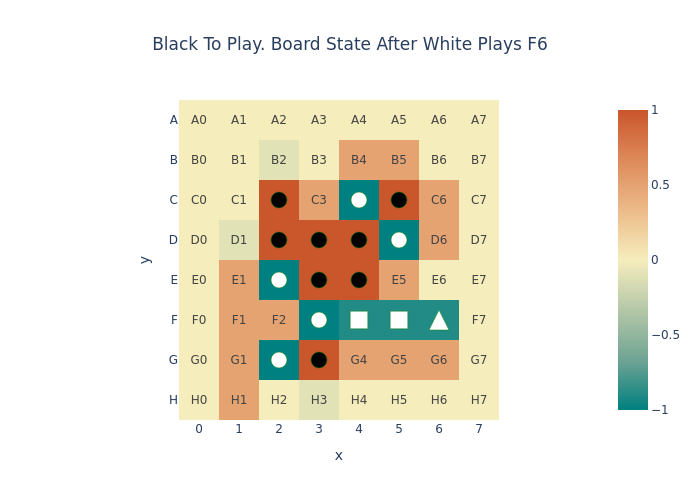 Black To Play. Board State After White Plays F6
A A0 A1 A2 A3 A4 A5 A6 A7
B B0 B1 B2 B3 B4 B5 B6 B7
C C0 C1 C3 C6 C7
D D0 D1 D6 D7
E E0 E1 E5 E6 E7
F F0 F1 F2 F7
G G0 G1 G4 G5 G6 G7
H H0 H1 H2 H3 H4 H5 H6 H7
0 1 2 3 4 5 6 7
x
y
1
0.5
0
−0.5
−1